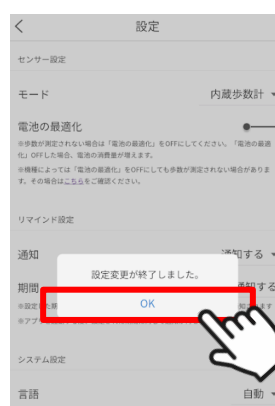 設定
センサー設定
モード 内蔵歩数計
電池の最適化
※歩数が測定されない場合は「電池の最適化」をOFFにしてください。「電池の最適
化」OFFした場合、電池の消費量が増えます。
※機種によっては「電池の最適化」をOFFにしても歩数が測定されない場合がありま
す。その場合はこちらをご確認ください。
リマインド設定
通知 通知する
設定変更が終了しました。
期間 通知する
OK
システム設定
言語 自動